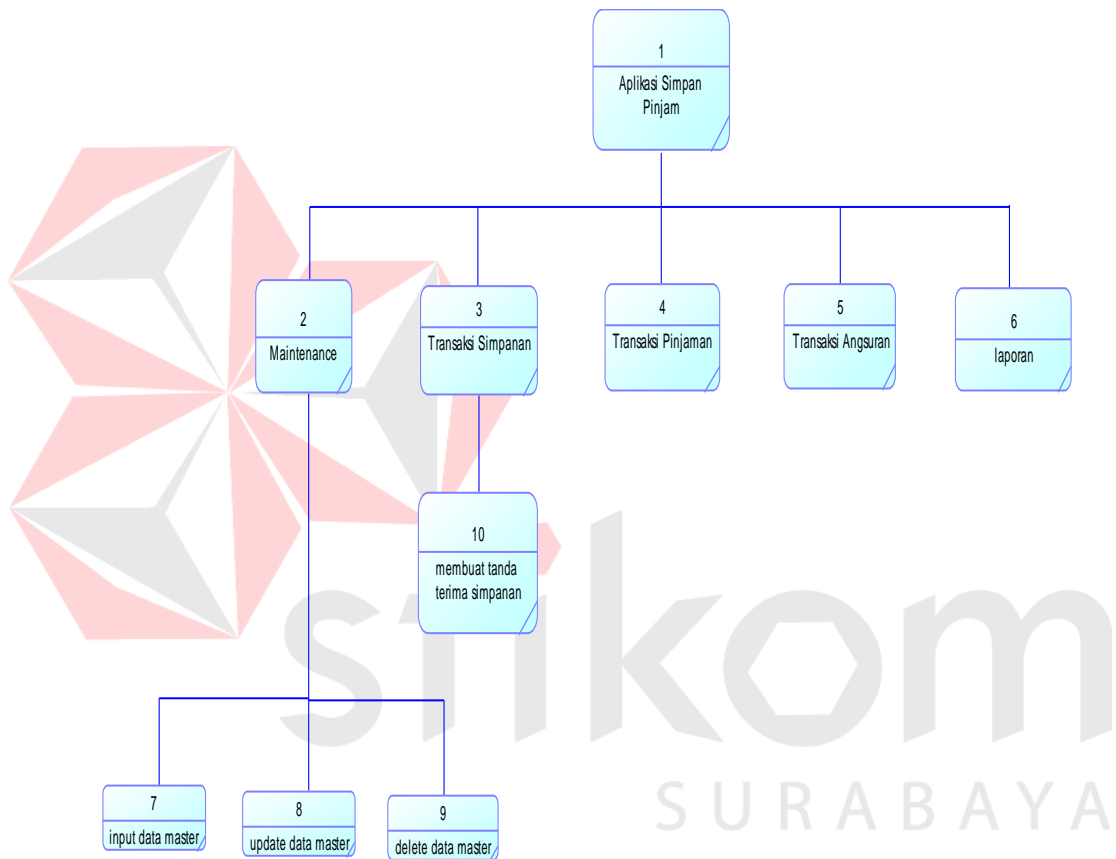 1
Aplikasi Simpan
Pinjam
2
Maintenance
3
Transaksi Simpanan
4
Transaksi Pinjaman
5
Transaksi Angsuran
6
laporan
10
membuat tanda
terima simpanan
7
input data master
8
update data master
9
delete data master
stikom
SURABAYA